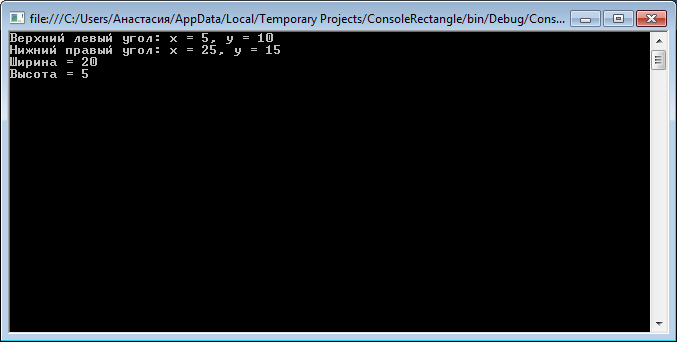 file:///C:/Users/Анастасия/AppData/Local/Temporary Projects/ConsoleRectangle/bin/Debug/Cons...
Верхний левый угол: x = 5, y = 10
Нижний правый угол: x = 25, y = 15
Ширина = 20
Высота = 5